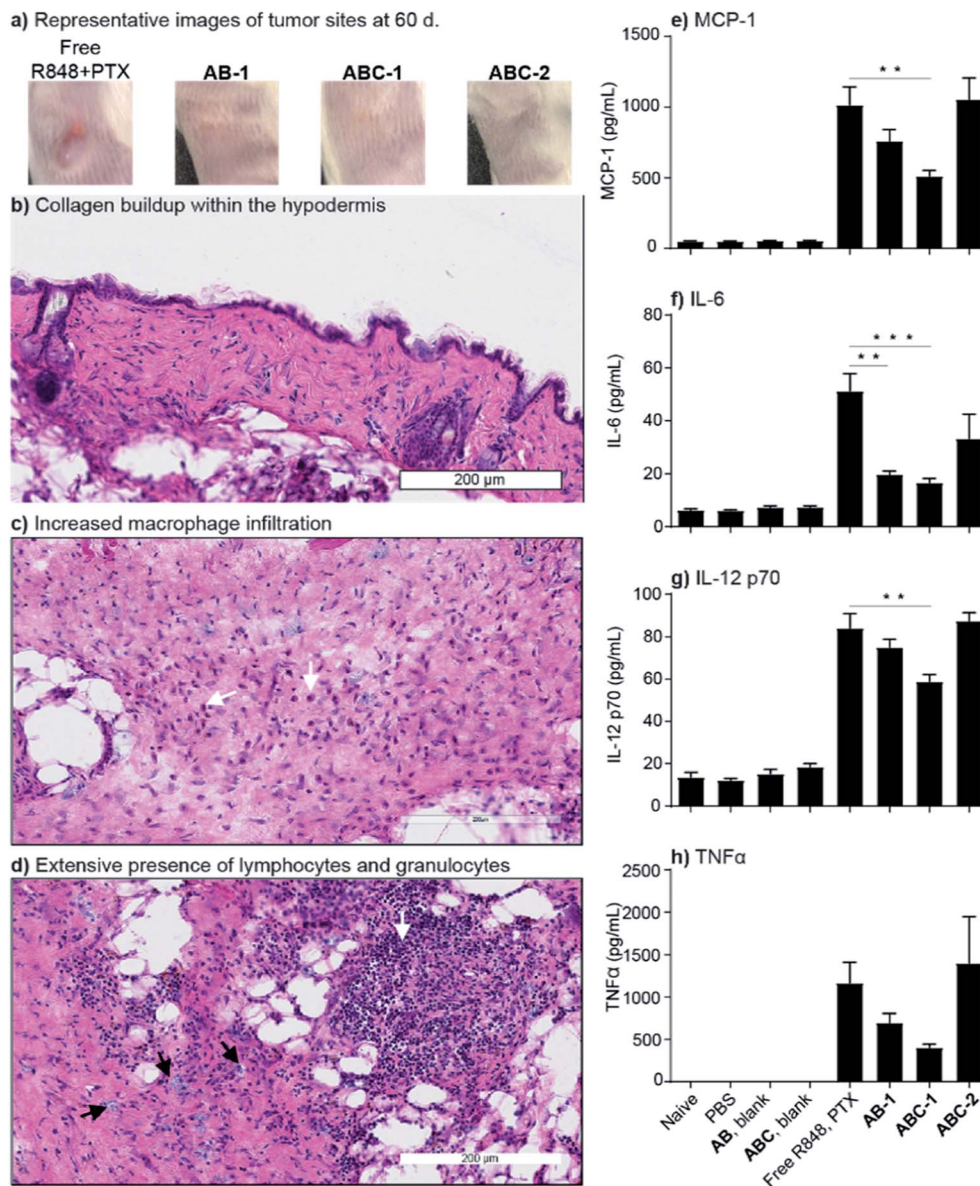 a) Representative images of tumor sites at 60 d.
Free
R848+PTX
AB-1
ABC-1
ABC-2
b) Collagen buildup within the hypodermis
200 µm
c) Increased macrophage infiltration
200µm
d) Extensive presence of lymphocytes and granulocytes
200 µm
e) MCP-1
MCP-1 (pg/mL)
1500
1000
500
0
* *
f) IL-6
IL-6 (pg/mL)
80
60
40
20
0
* * *
* *
g) IL-12 p70
IL-12 p70 (pg/mL)
100
80
60
40
20
0
* *
h) TNFα
TNFα (pg/mL)
2500
2000
1500
1000
500
0
Naïve
PBS
AB, blank
ABC, blank
Free R848, PTX
AB-1
ABC-1
ABC-2